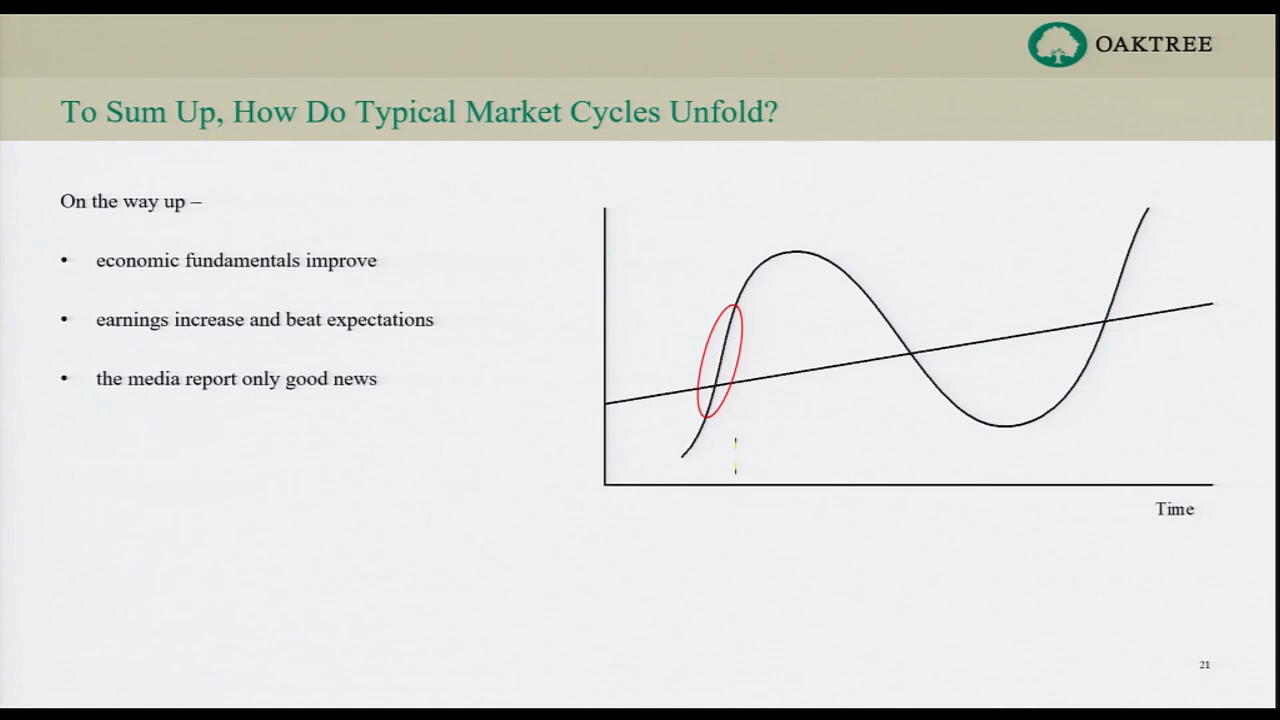 OAKTREE
To Sum Up, How Do Typical Market Cycles Unfold?
On the way up –
• economic fundamentals improve
• earnings increase and beat expectations
• the media report only good news
Time
21